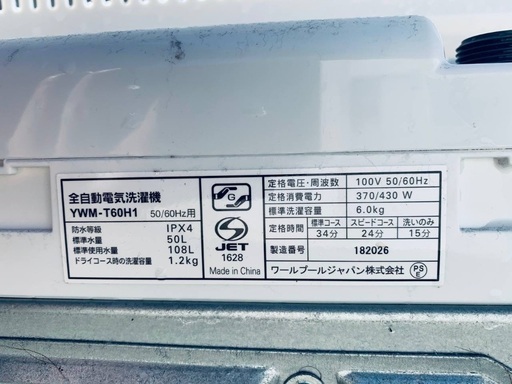 全自動電気洗濯機
YWM-T60H1 50/60Hz用
防水等級 IPX4
標準水量 50L
標準使用水量 108L
ドライコース時の洗濯容量 1.2kg
G
S
JET
1628
Made in China
定格電圧・周波数 100V 50/60Hz
定格消費電力 370/430 W
標準洗濯容量 6.0kg
定格時間 標準コース 34分 スピードコース 24分 洗いのみ 15分
製造番号 182026
ワールプールジャパン株式会社
PS
E